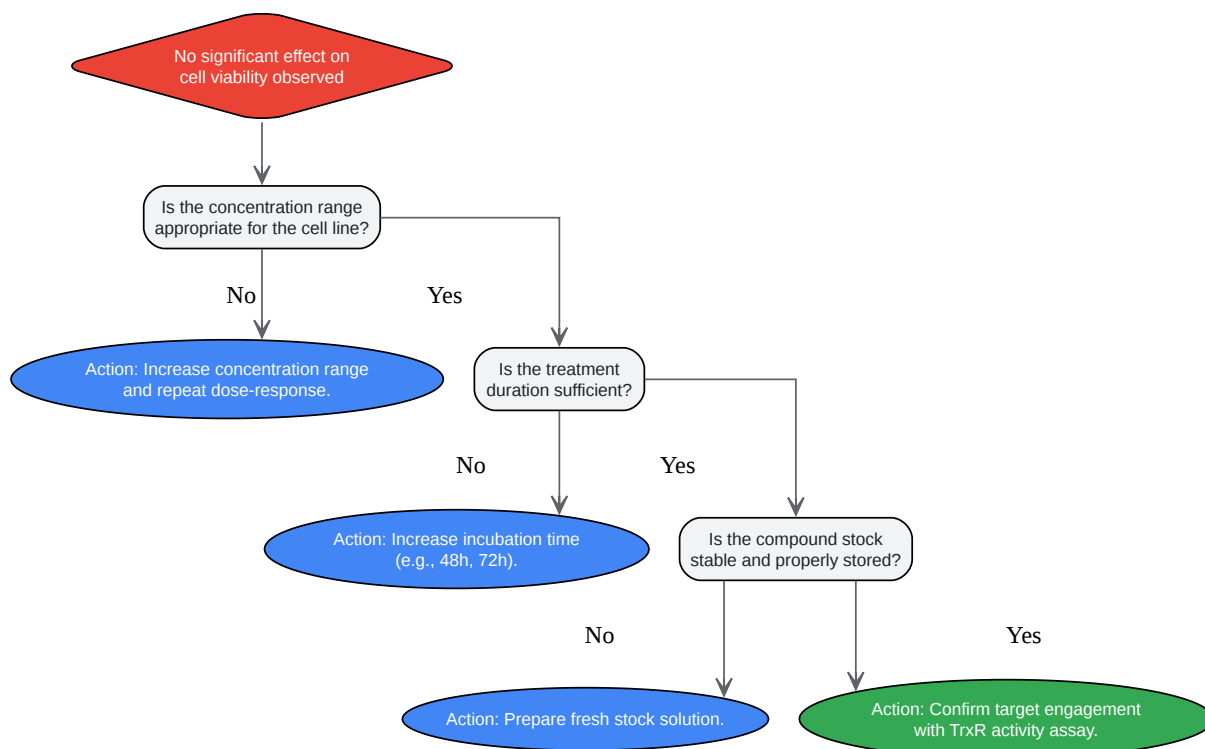 No significant effect on
cell viability observed
Is the concentration range
appropriate for the cell line?
No
Yes
Action: Increase concentration range
and repeat dose-response.
Is the treatment
duration sufficient?
No
Yes
Action: Increase incubation time
(e.g., 48h, 72h).
Is the compound stock
stable and properly stored?
No
Yes
Action: Prepare fresh stock solution.
Action: Confirm target engagement
with TrxR activity assay.